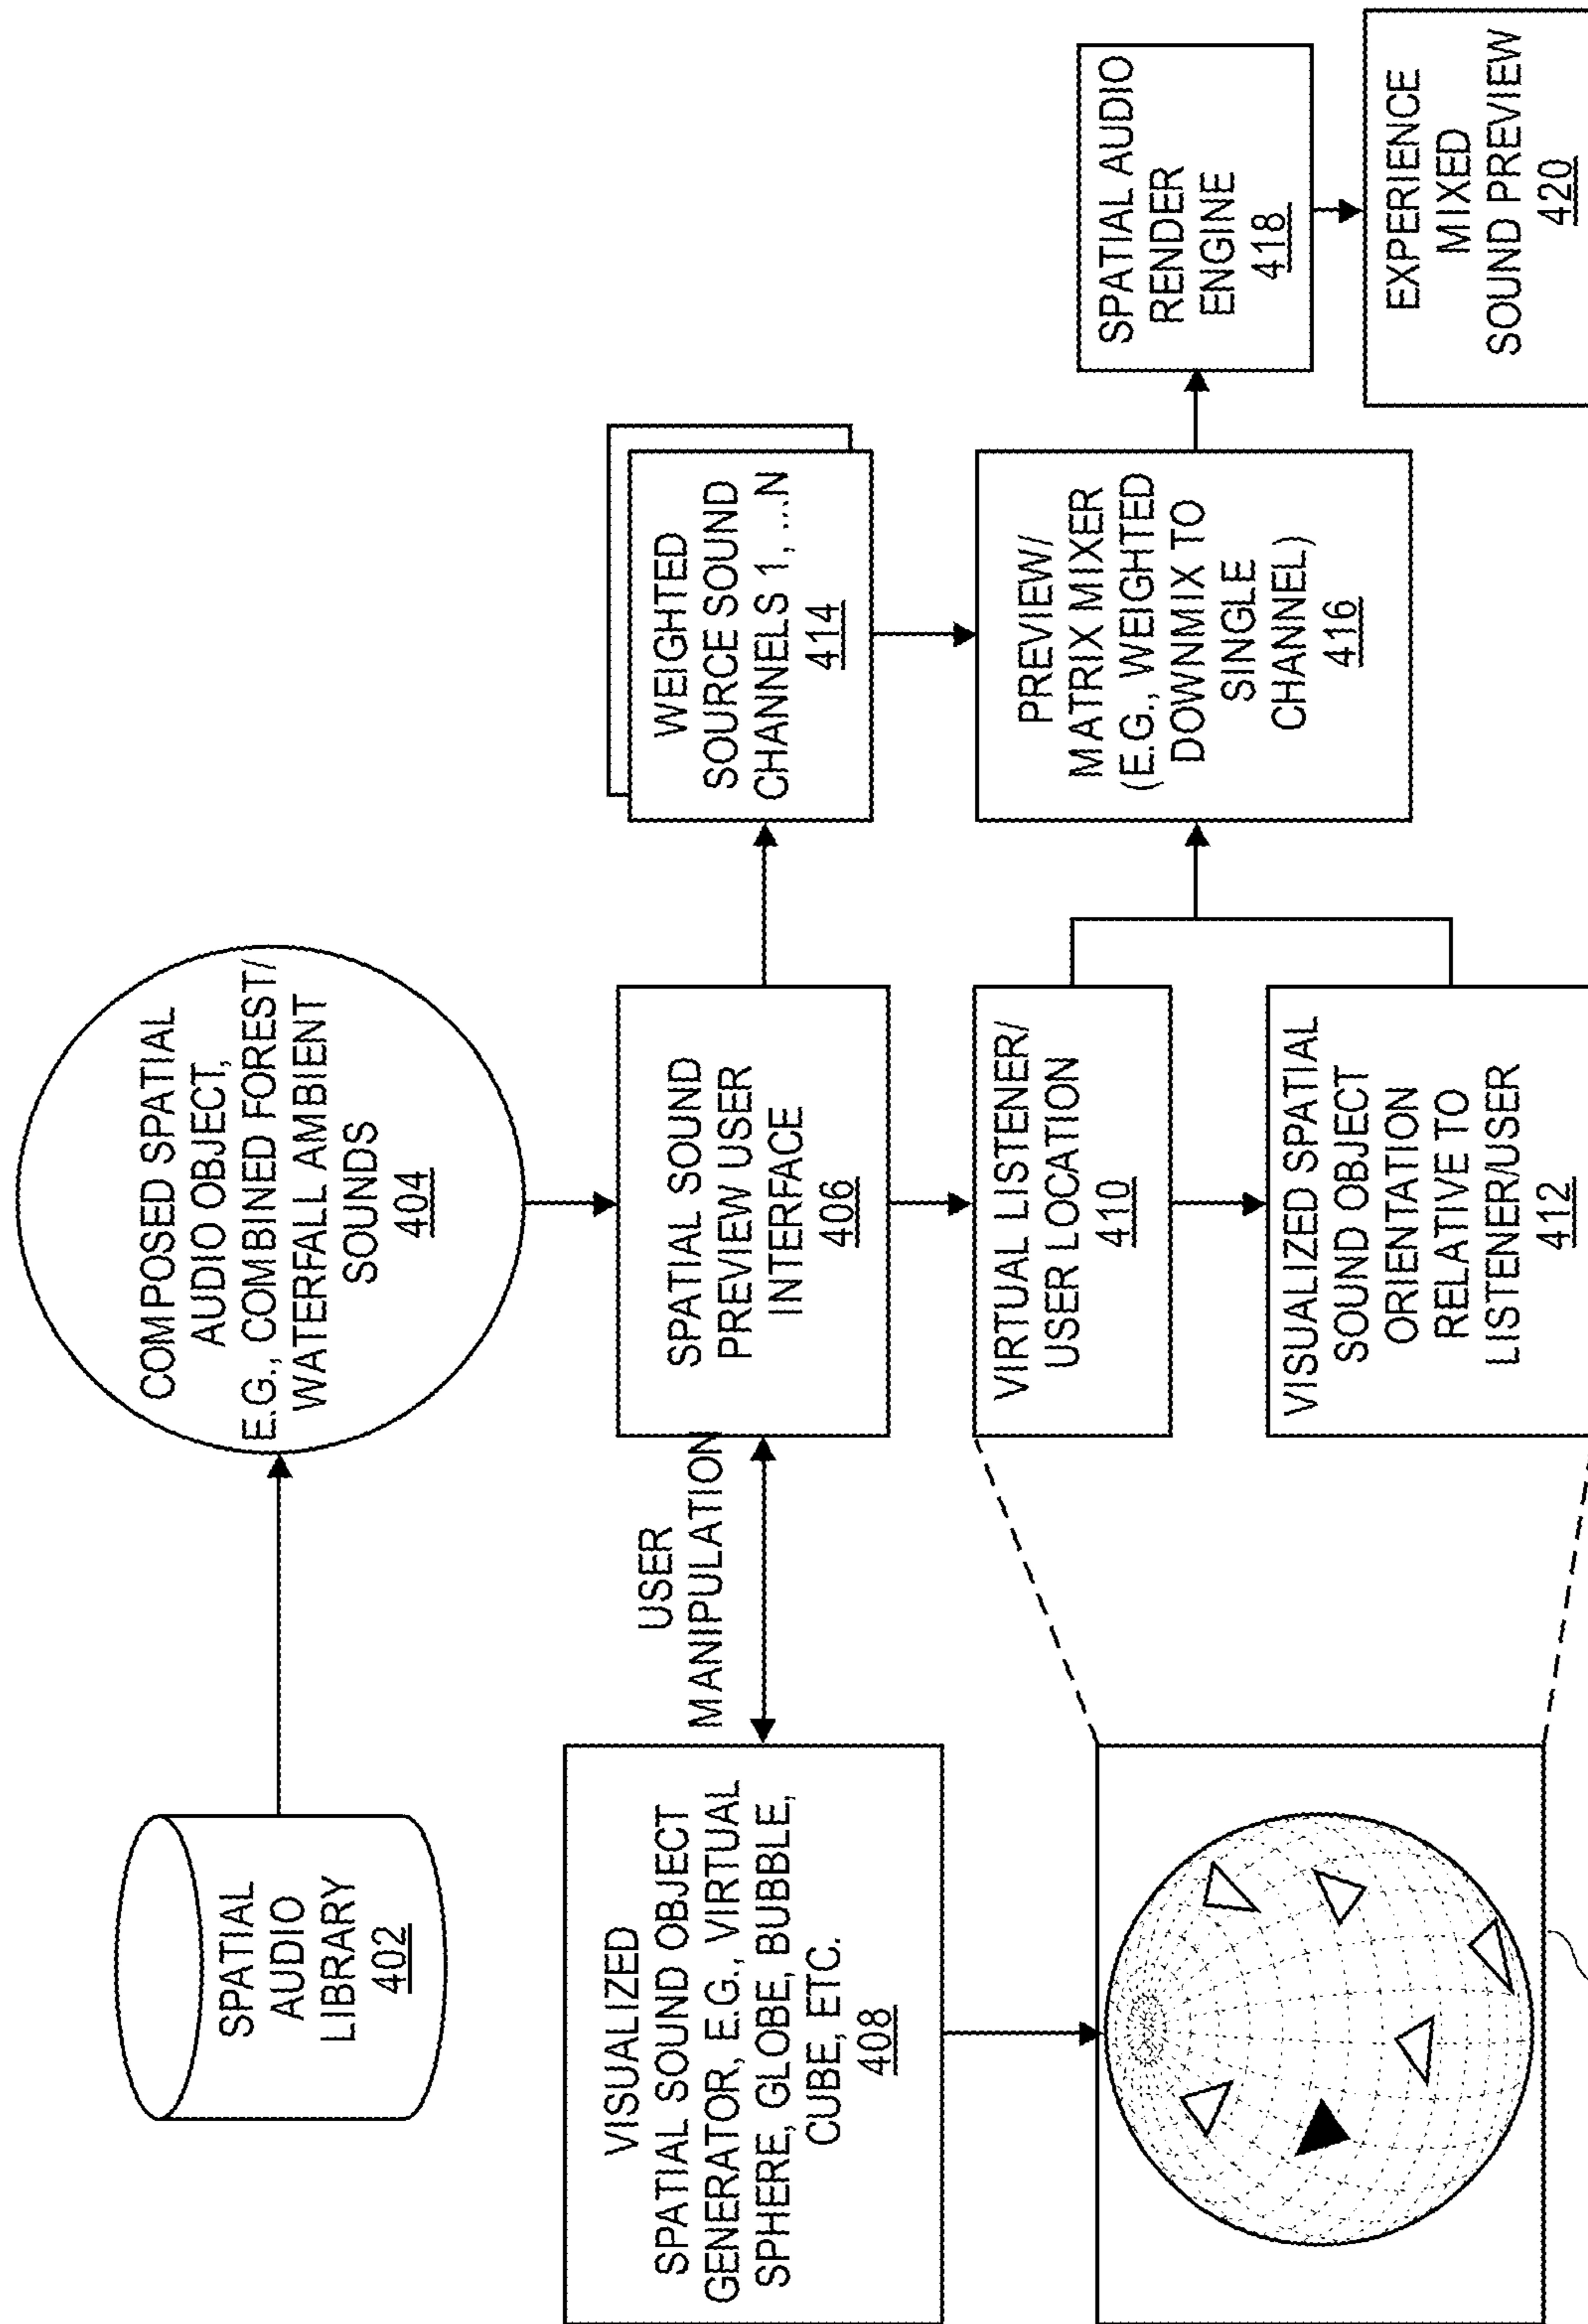 SPATIAL
AUDIO
LIBRARY
402
COMPOSED SPATIAL
AUDIO OBJECT,
E.G., COMBINED FOREST/
WATERFALL AMBIENT
SOUNDS
404
VISUALIZED
SPATIAL SOUND OBJECT
GENERATOR, E.G., VIRTUAL
SPHERE, GLOBE, BUBBLE,
CUBE, ETC.
408
USER
MANIPULATION
SPATIAL SOUND
PREVIEW USER
INTERFACE
406
WEIGHTED
SOURCE SOUND
CHANNELS 1, ...N
414
VIRTUAL LISTENER/
USER LOCATION
410
VISUALIZED SPATIAL
SOUND OBJECT
ORIENTATION
RELATIVE TO
LISTENER/USER
412
PREVIEW/
MATRIX MIXER
(E.G., WEIGHTED
DOWNMIX TO
SINGLE
CHANNEL)
416
SPATIAL AUDIO
RENDER
ENGINE
418
EXPERIENCE
MIXED
SOUND PREVIEW
420